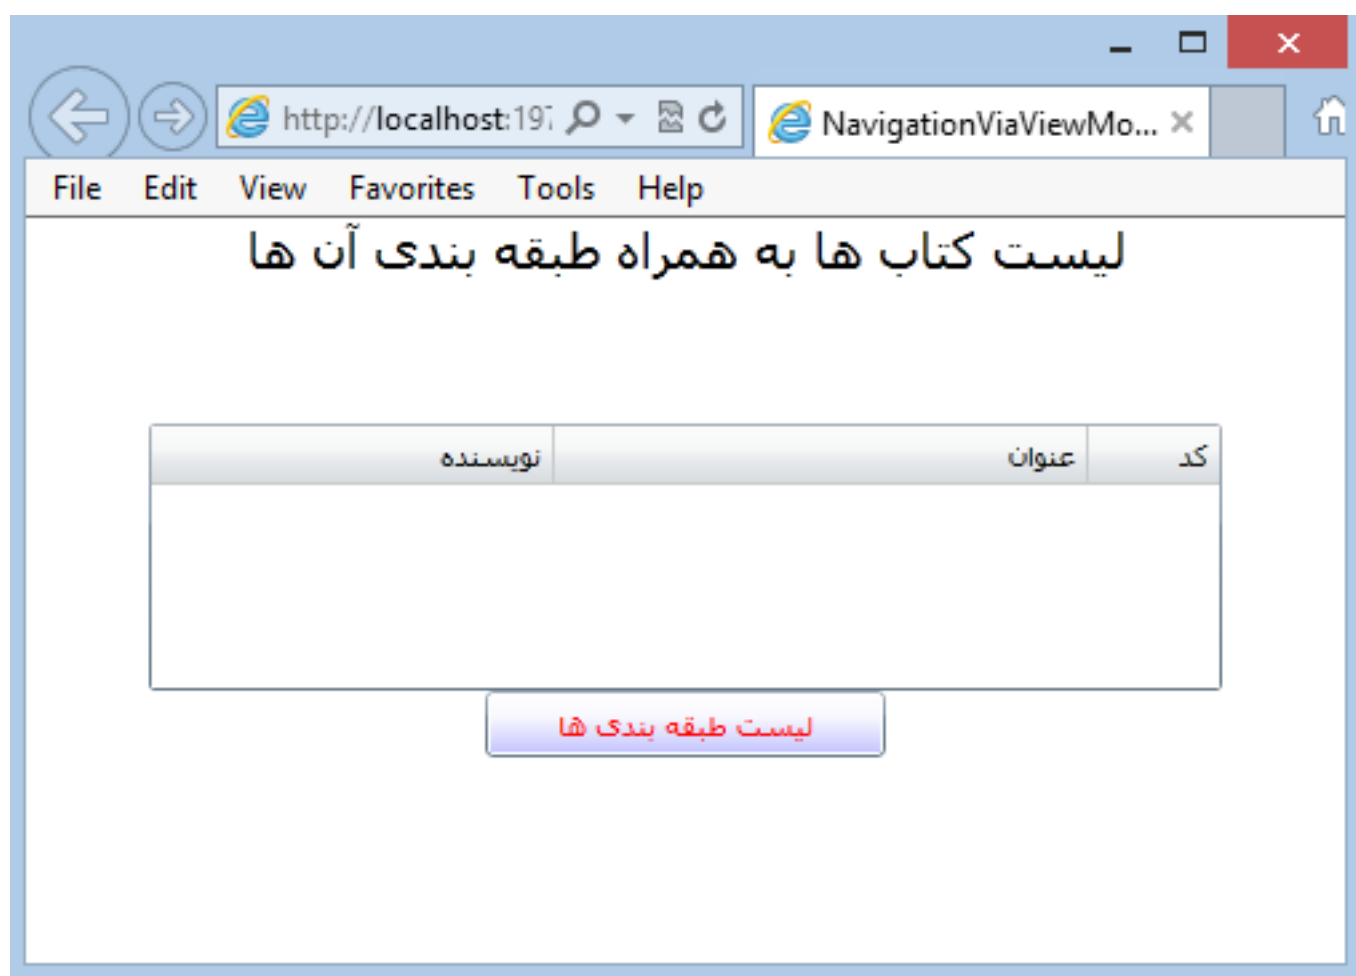 http://localhost:197
NavigationViaViewMo...
File Edit View Favorites Tools Help
لیست کتاب ها به همراه طبقه بندی آن ها
کد عنوان نویسنده
لیست طبقه بندی ها